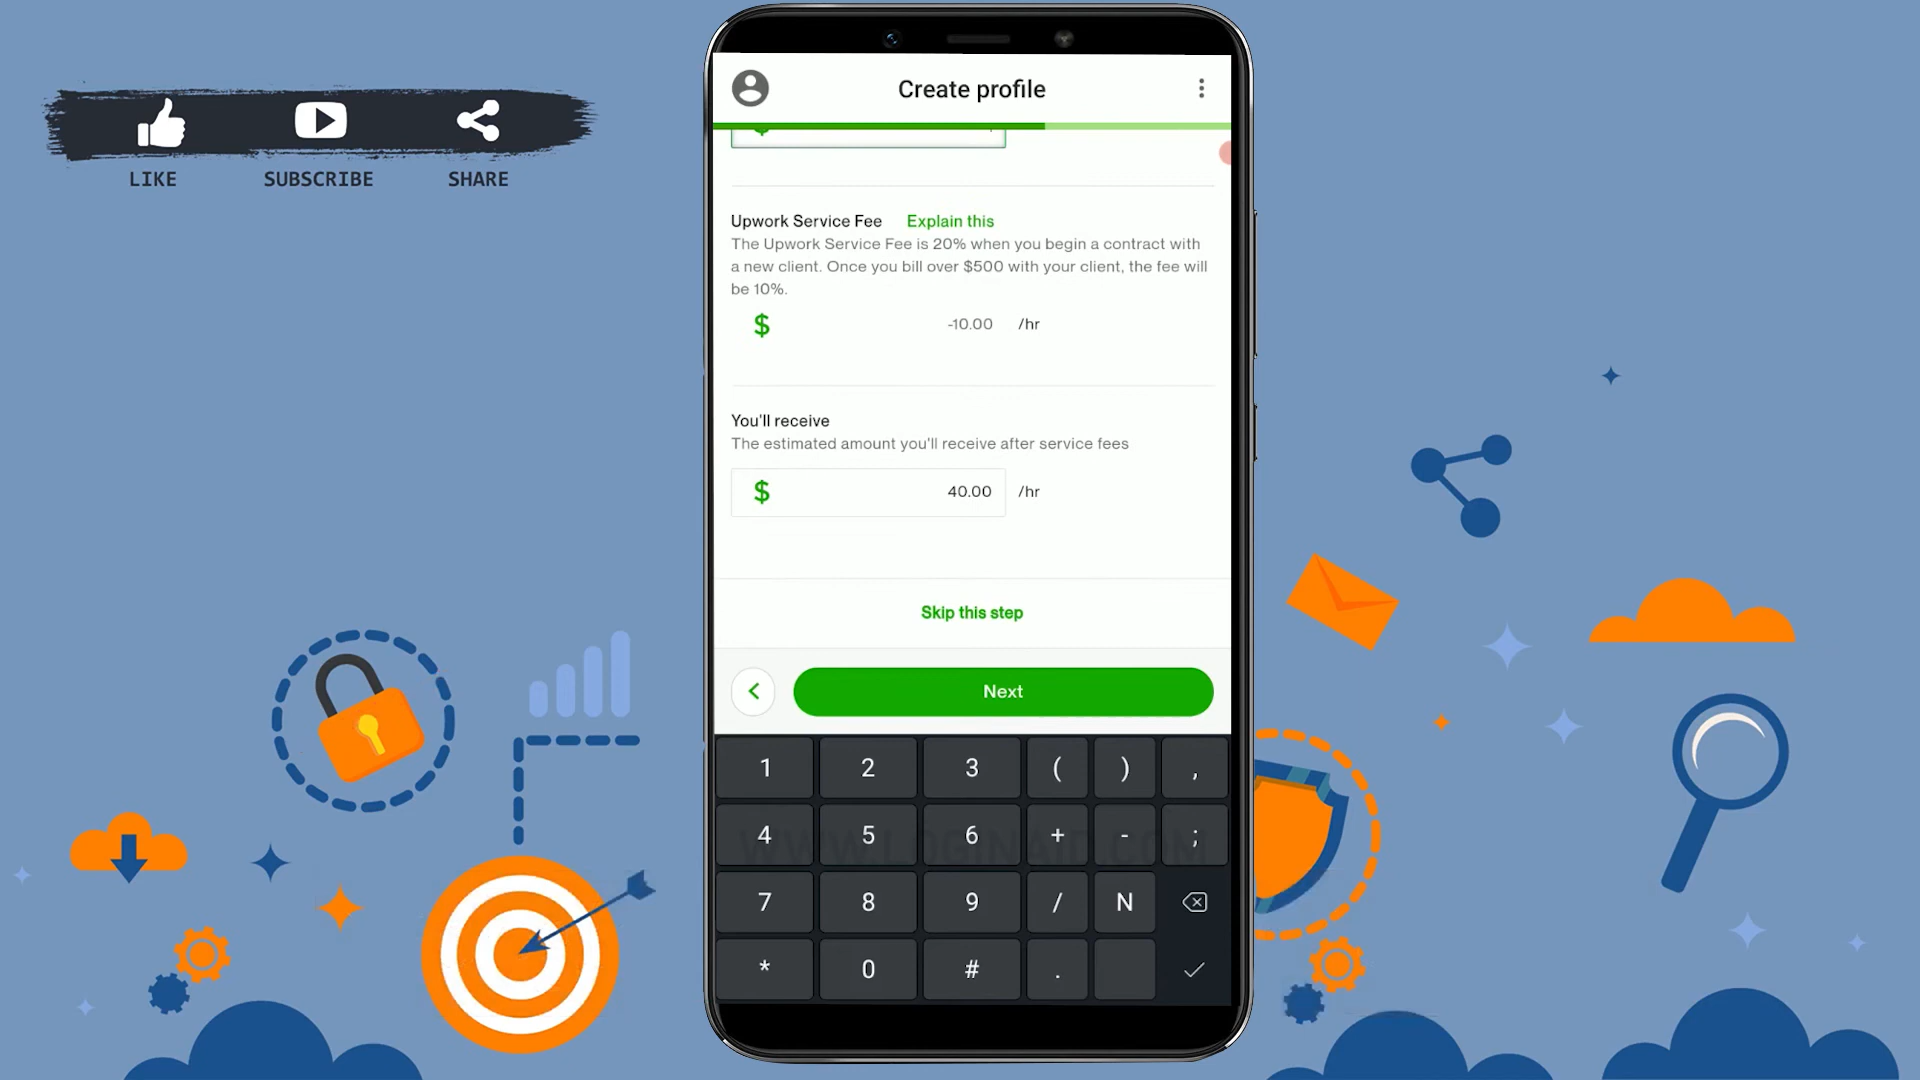 LIKE
SUBSCRIBE
SHARE
Create profile
Upwork Service Fee Explain this
The Upwork Service Fee is 20% when you begin a contract with
a new client. Once you bill over $500 with your client, the fee will
be 10%.
$ -10.00 /hr
You'll receive
The estimated amount you'll receive after service fees
$ 40.00 /hr
Skip this step
Next
1 2 3 ( ) ,
4 5 6 + - ;
WWW.LOGINAID.COM
7 8 9 / N
* 0 # .